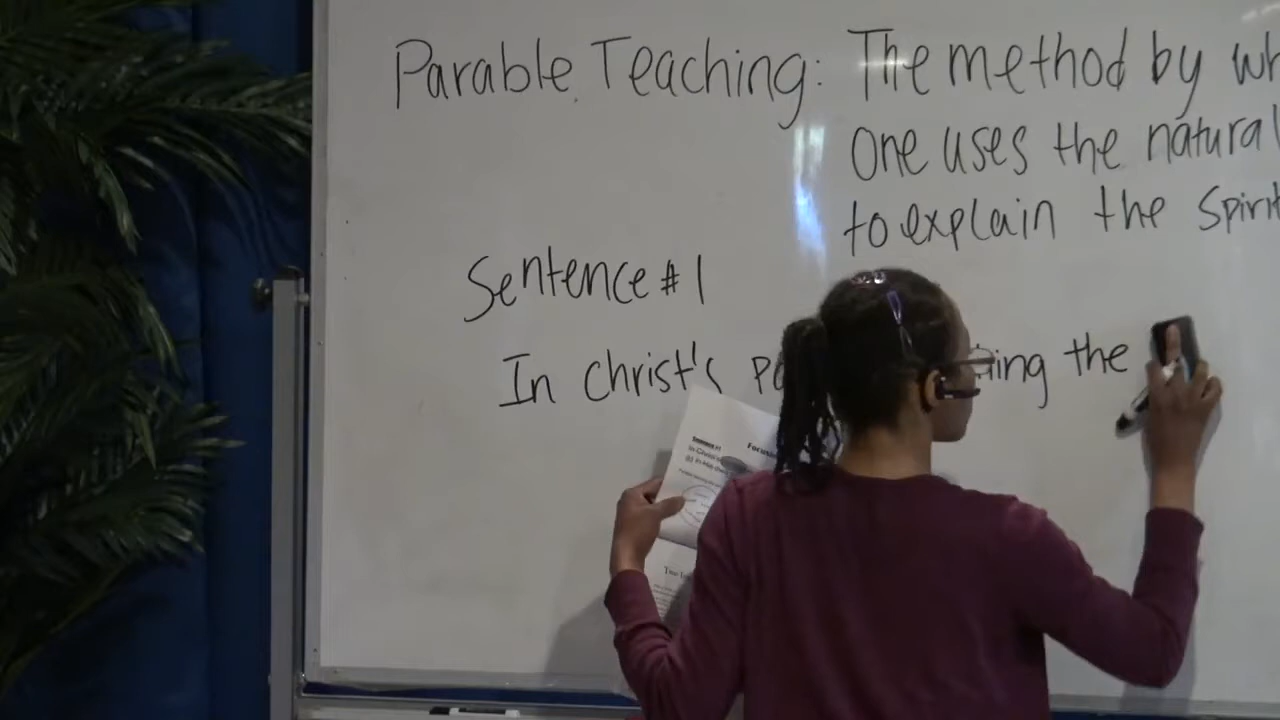 Parable Teaching: The method by wh
one uses the natural
to explain the Spirit
Sentence #1
In Christ's the